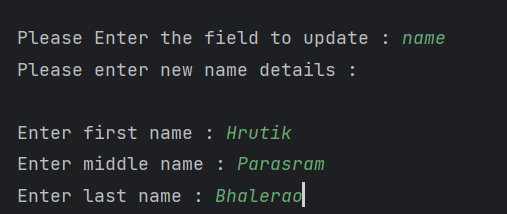 Please Enter the field to update : name
Please enter new name details :
Enter first name : Hrutik
Enter middle name : Parasram
Enter last name : Bhalerao